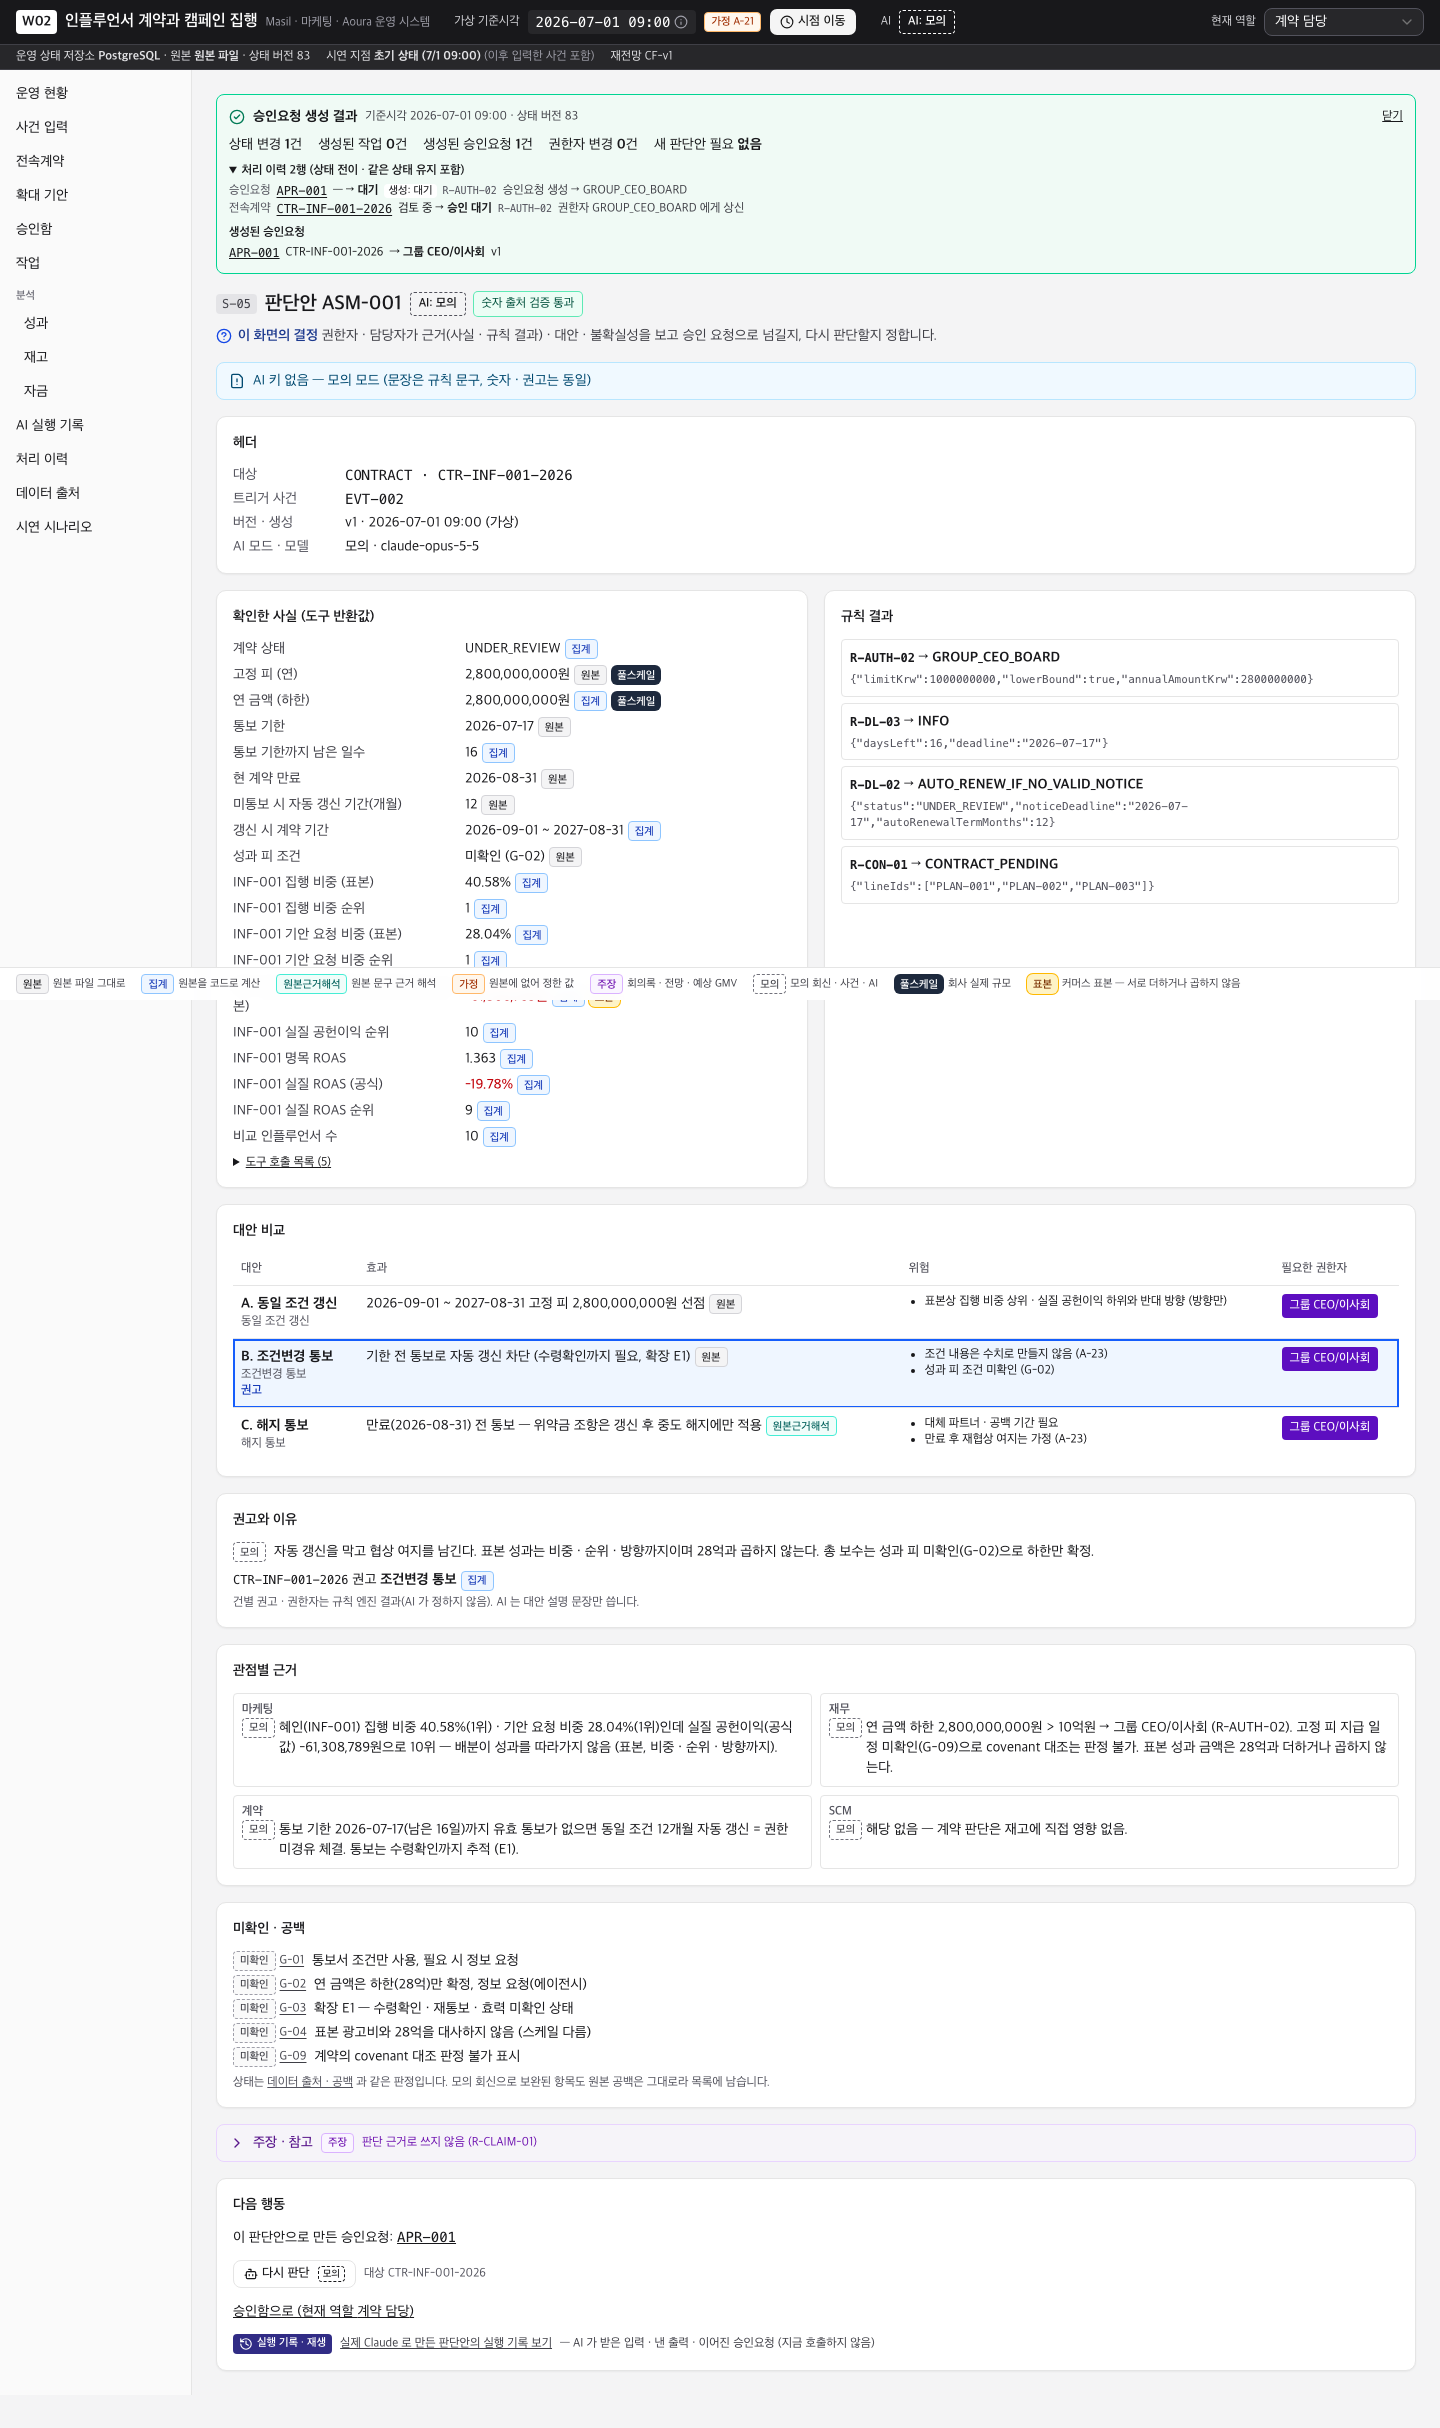 W02 인플루언서 계약과 캠페인 집행 Masil · 마케팅 · Aoura 운영 시스템 가상 기준시각 2026-07-01 09:00 가정 A-21 시점 이동 AI AI: 모의 현재 역할 계약 담당
운영 상태 저장소 PostgreSQL · 원본 원본 파일 · 상태 버전 83 시연 지점 초기 상태 (7/1 09:00) (이후 입력한 사건 포함) 재전망 CF-v1
운영 현황
사건 입력
전속계약
확대 기안
승인함
작업
분석
성과
재고
자금
AI 실행 기록
처리 이력
데이터 출처
시연 시나리오
승인요청 생성 결과 기준시각 2026-07-01 09:00 · 상태 버전 83 닫기
상태 변경 1건 생성된 작업 0건 생성된 승인요청 1건 권한자 변경 0건 새 판단안 필요 없음
▼ 처리 이력 2행 (상태 전이 · 같은 상태 유지 포함)
승인요청 APR-001 — → 대기 생성: 대기 R-AUTH-02 승인요청 생성 → GROUP_CEO_BOARD
전속계약 CTR-INF-001-2026 검토 중 → 승인 대기 R-AUTH-02 권한자 GROUP_CEO_BOARD 에게 상신
생성된 승인요청
APR-001 CTR-INF-001-2026 → 그룹 CEO/이사회 v1
S-05 판단안 ASM-001 AI: 모의 숫자 출처 검증 통과
이 화면의 결정 권한자 · 담당자가 근거(사실 · 규칙 결과) · 대안 · 불확실성을 보고 승인 요청으로 넘길지, 다시 판단할지 정합니다.
AI 키 없음 — 모의 모드 (문장은 규칙 문구, 숫자 · 권고는 동일)
헤더
대상 CONTRACT · CTR-INF-001-2026
트리거 사건 EVT-002
버전 · 생성 v1 · 2026-07-01 09:00 (가상)
AI 모드 · 모델 모의 · claude-opus-5-5
확인한 사실 (도구 반환값)
계약 상태 UNDER_REVIEW 집계
고정 피 (연) 2,800,000,000원 원본 풀스케일
연 금액 (하한) 2,800,000,000원 집계 풀스케일
통보 기한 2026-07-17 원본
통보 기한까지 남은 일수 16 집계
현 계약 만료 2026-08-31 원본
미통보 시 자동 갱신 기간(개월) 12 원본
갱신 시 계약 기간 2026-09-01 ~ 2027-08-31 집계
성과 피 조건 미확인 (G-02) 원본
INF-001 집행 비중 (표본) 40.58% 집계
INF-001 집행 비중 순위 1 집계
INF-001 기안 요청 비중 (표본) 28.04% 집계
INF-001 기안 요청 비중 순위 1 집계
본)
INF-001 실질 공헌이익 순위 10 집계
INF-001 명목 ROAS 1.363 집계
INF-001 실질 ROAS (공식) -19.78% 집계
INF-001 실질 ROAS 순위 9 집계
비교 인플루언서 수 10 집계
▶ 도구 호출 목록 (5)
규칙 결과
R-AUTH-02 → GROUP_CEO_BOARD
{"limitKrw":1000000000,"lowerBound":true,"annualAmountKrw":2800000000}
R-DL-03 → INFO
{"daysLeft":16,"deadline":"2026-07-17"}
R-DL-02 → AUTO_RENEW_IF_NO_VALID_NOTICE
{"status":"UNDER_REVIEW","noticeDeadline":"2026-07-
17","autoRenewalTermMonths":12}
R-CON-01 → CONTRACT_PENDING
{"lineIds":["PLAN-001","PLAN-002","PLAN-003"]}
원본 원본 파일 그대로 집계 원본을 코드로 계산 원본근거해석 원본 문구 근거 해석 가정 원본에 없어 정한 값 주장 회의록 · 전망 · 예상 GMV 모의 모의 회신 · 사건 · AI 풀스케일 회사 실제 규모 표본 커머스 표본 — 서로 더하거나 곱하지 않음
대안 비교
대안 효과 위험 필요한 권한자
A. 동일 조건 갱신 2026-09-01 ~ 2027-08-31 고정 피 2,800,000,000원 선점 원본 • 표본상 집행 비중 상위 · 실질 공헌이익 하위와 반대 방향 (방향만) 그룹 CEO/이사회
동일 조건 갱신
B. 조건변경 통보 기한 전 통보로 자동 갱신 차단 (수령확인까지 필요, 확장 E1) 원본 • 조건 내용은 수치로 만들지 않음 (A-23) 그룹 CEO/이사회
조건변경 통보 • 성과 피 조건 미확인 (G-02)
권고
C. 해지 통보 만료(2026-08-31) 전 통보 — 위약금 조항은 갱신 후 중도 해지에만 적용 원본근거해석 • 대체 파트너 · 공백 기간 필요 그룹 CEO/이사회
해지 통보 • 만료 후 재협상 여지는 가정 (A-23)
권고와 이유
모의 자동 갱신을 막고 협상 여지를 남긴다. 표본 성과는 비중 · 순위 · 방향까지이며 28억과 곱하지 않는다. 총 보수는 성과 피 미확인(G-02)으로 하한만 확정.
CTR-INF-001-2026 권고 조건변경 통보 집계
건별 권고 · 권한자는 규칙 엔진 결과(AI 가 정하지 않음). AI 는 대안 설명 문장만 씁니다.
관점별 근거
마케팅
모의 혜인(INF-001) 집행 비중 40.58%(1위) · 기안 요청 비중 28.04%(1위)인데 실질 공헌이익(공식
값) -61,308,789원으로 10위 — 배분이 성과를 따라가지 않음 (표본, 비중 · 순위 · 방향까지).
재무
모의 연 금액 하한 2,800,000,000원 > 10억원 → 그룹 CEO/이사회 (R-AUTH-02). 고정 피 지급 일
정 미확인(G-09)으로 covenant 대조는 판정 불가. 표본 성과 금액은 28억과 더하거나 곱하지 않
는다.
계약
모의 통보 기한 2026-07-17(남은 16일)까지 유효 통보가 없으면 동일 조건 12개월 자동 갱신 = 권한
미경유 체결. 통보는 수령확인까지 추적 (E1).
SCM
모의 해당 없음 — 계약 판단은 재고에 직접 영향 없음.
미확인 · 공백
미확인 G-01 통보서 조건만 사용, 필요 시 정보 요청
미확인 G-02 연 금액은 하한(28억)만 확정, 정보 요청(에이전시)
미확인 G-03 확장 E1 — 수령확인 · 재통보 · 효력 미확인 상태
미확인 G-04 표본 광고비와 28억을 대사하지 않음 (스케일 다름)
미확인 G-09 계약의 covenant 대조 판정 불가 표시
상태는 데이터 출처 · 공백 과 같은 판정입니다. 모의 회신으로 보완된 항목도 원본 공백은 그대로라 목록에 남습니다.
주장 · 참고 주장 판단 근거로 쓰지 않음 (R-CLAIM-01)
다음 행동
이 판단안으로 만든 승인요청: APR-001
다시 판단 모의 대상 CTR-INF-001-2026
승인함으로 (현재 역할 계약 담당)
실행 기록 · 재생 실제 Claude 로 만든 판단안의 실행 기록 보기 — AI 가 받은 입력 · 낸 출력 · 이어진 승인요청 (지금 호출하지 않음)